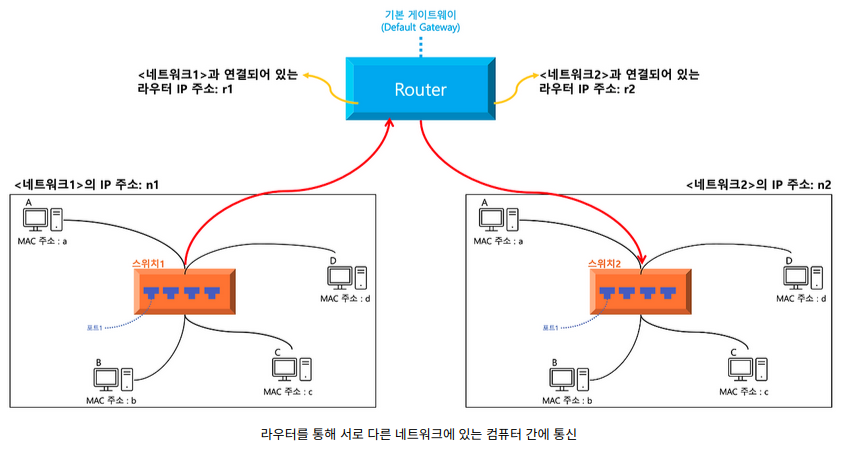 기본 게이트웨이
(Default Gateway)
<네트워크1>과 연결되어 있는
라우터 IP 주소: r1
Router
<네트워크2>과 연결되어 있는
라우터 IP 주소: r2
<네트워크1>의 IP 주소: n1
A
MAC 주소 : a
스위치1
D
MAC 주소 : d
포트1
B
MAC 주소 : b
C
MAC 주소 : c
<네트워크2>의 IP 주소: n2
A
MAC 주소 : a
스위치2
D
MAC 주소 : d
포트1
B
MAC 주소 : b
C
MAC 주소 : c
라우터를 통해 서로 다른 네트워크에 있는 컴퓨터 간에 통신